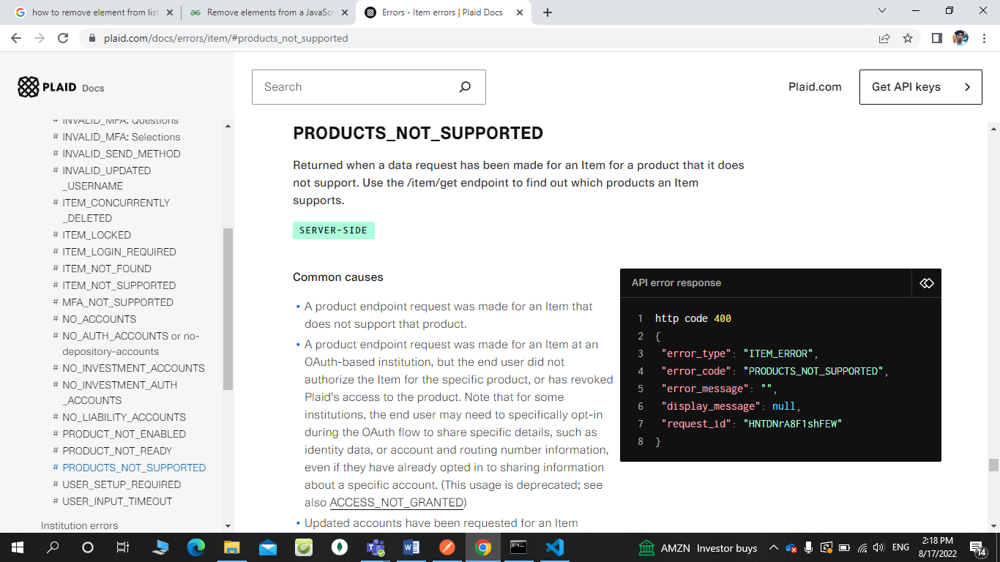 how to remove element from list
Remove elements from a JavaScr
Errors - Item errors | Plaid Docs
plaid.com/docs/errors/item/#products_not_supported
PLAID Docs
Search
Plaid.com
Get API keys
# INVALID_MFA: Questions
# INVALID_MFA: Selections
# INVALID_SEND_METHOD
# INVALID_UPDATED
_USERNAME
# ITEM_CONCURRENTLY
_DELETED
# ITEM_LOCKED
# ITEM_LOGIN_REQUIRED
# ITEM_NOT_FOUND
# ITEM_NOT_SUPPORTED
# MFA_NOT_SUPPORTED
# NO_ACCOUNTS
# NO_AUTH_ACCOUNTS or no-
depository-accounts
# NO_INVESTMENT_ACCOUNTS
# NO_INVESTMENT_AUTH
_ACCOUNTS
# NO_LIABILITY_ACCOUNTS
# PRODUCT_NOT_ENABLED
# PRODUCT_NOT_READY
# PRODUCTS_NOT_SUPPORTED
# USER_SETUP_REQUIRED
# USER_INPUT_TIMEOUT
Institution errors
PRODUCTS_NOT_SUPPORTED
Returned when a data request has been made for an Item for a product that it does
not support. Use the /item/get endpoint to find out which products an Item
supports.
SERVER-SIDE
Common causes
• A product endpoint request was made for an Item that
does not support that product.
• A product endpoint request was made for an Item at an
OAuth-based institution, but the end user did not
authorize the Item for the specific product, or has revoked
Plaid's access to the product. Note that for some
institutions, the end user may need to specifically opt-in
during the OAuth flow to share specific details, such as
identity data, or account and routing number information,
even if they have already opted in to sharing information
about a specific account. (This usage is deprecated; see
also ACCESS_NOT_GRANTED)
• Updated accounts have been requested for an Item
API error response
1 http code 400
2 {
3 "error_type": "ITEM_ERROR",
4 "error_code": "PRODUCTS_NOT_SUPPORTED",
5 "error_message": "",
6 "display_message": null,
7 "request_id": "HNTDNrA8F1shFEW"
8 }
AMZN Investor buys
ENG
2:18 PM
8/17/2022
14